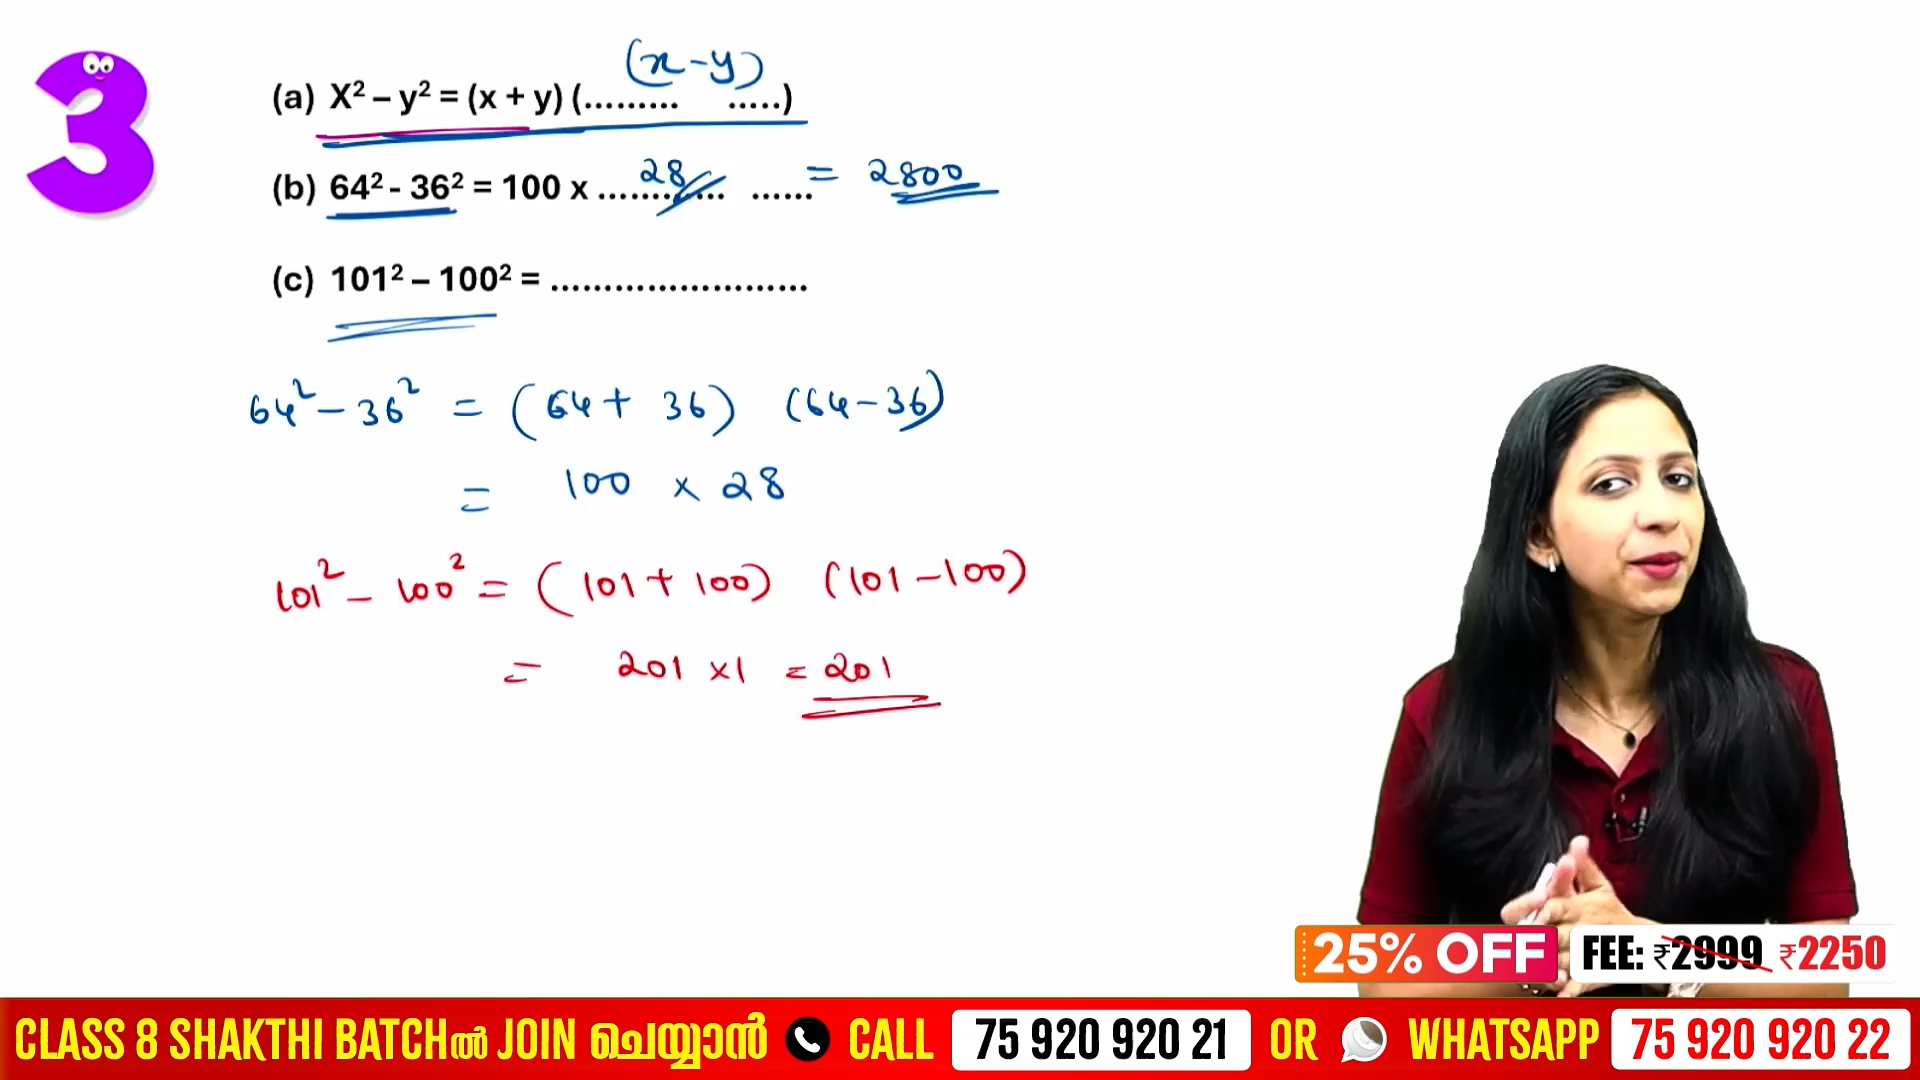 3
(x-y)
(a) X² – y² = (x + y) (......... .....)
28
(b) 64² - 36² = 100 x ............ ...... = 2800
(c) 101² – 100² = ........................
64² - 36² = (64 + 36) (64 - 36)
= 100 × 28
101² - 100² = (101 + 100) (101 - 100)
= 201 ×1 = 201
25% OFF FEE: ₹2999 ₹2250
CLASS 8 SHAKTHI BATCHൽ JOIN ചെയ്യാൻ CALL 75 920 920 21 OR WHATSAPP 75 920 920 22